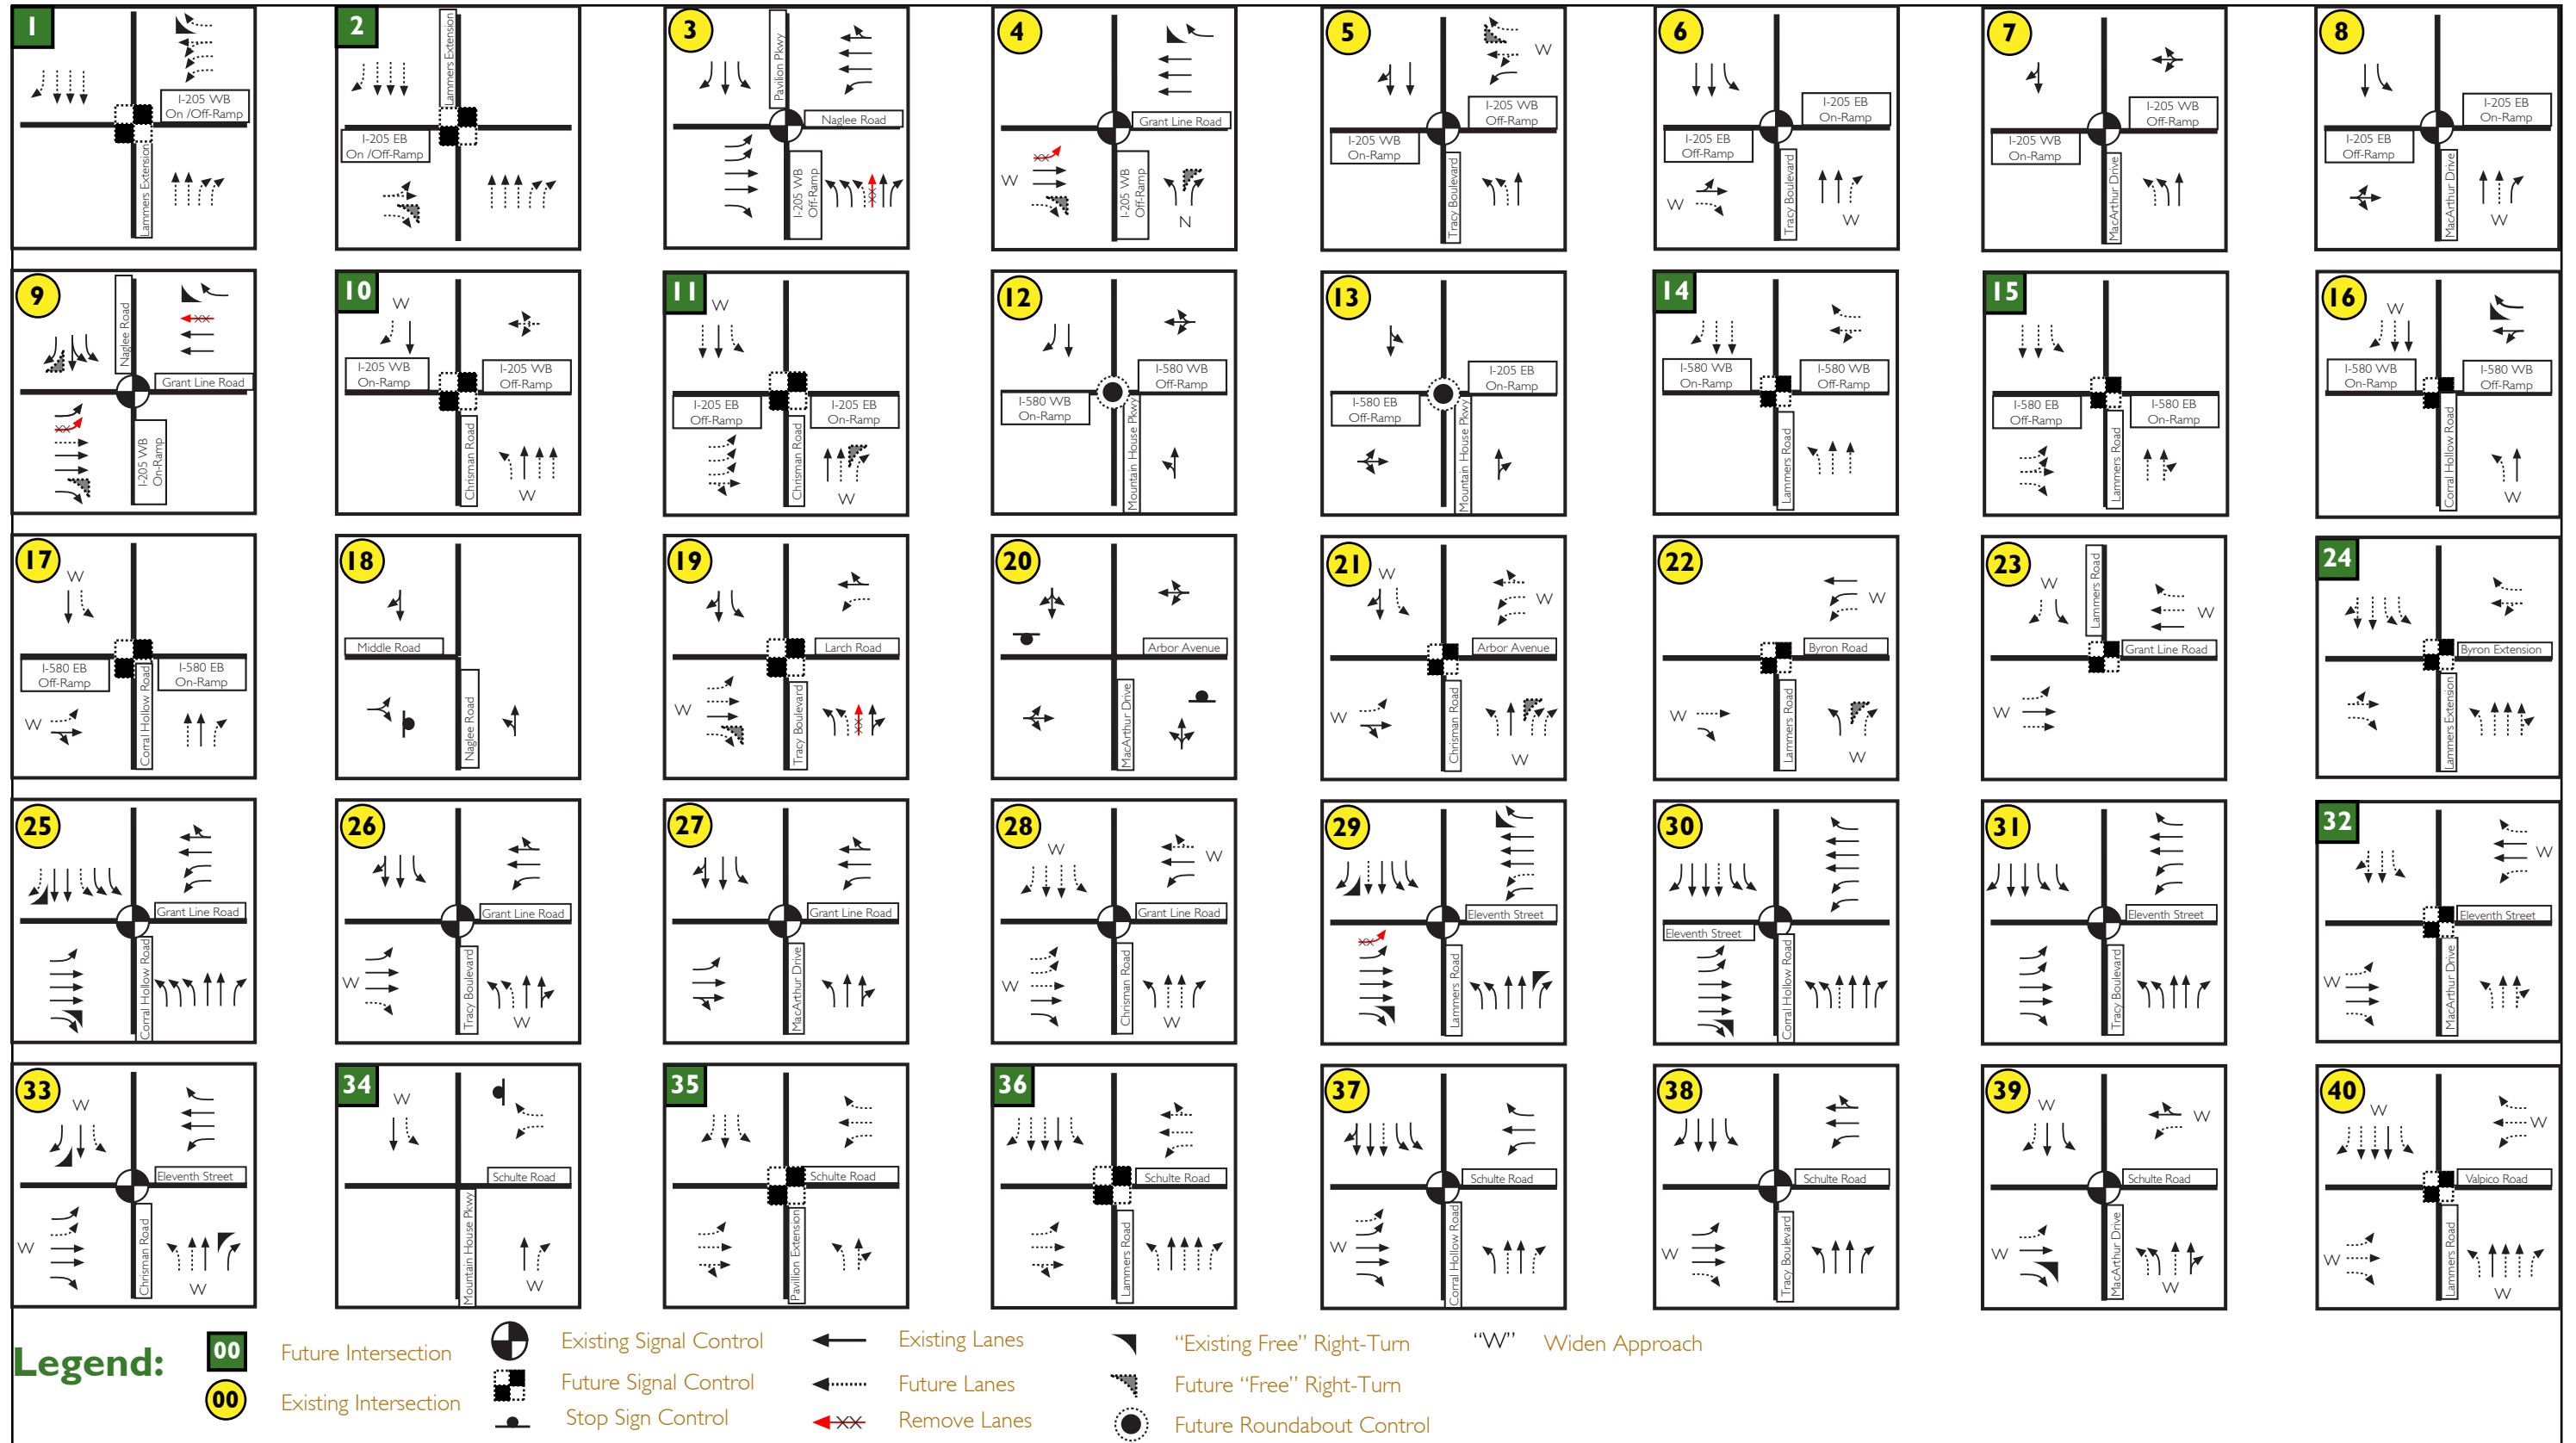 1
I-205 WB
On /Off-Ramp
Lammers Extension
2
Lammers Extension
I-205 EB
On /Off-Ramp
3
Pavilion Pkwy
Naglee Road
I-205 WB
Off-Ramp
4
Grant Line Road
W
I-205 WB
Off-Ramp
N
5
W
I-205 WB
Off-Ramp
I-205 WB
On-Ramp
Tracy Boulevard
6
I-205 EB
On-Ramp
I-205 EB
Off-Ramp
W
Tracy Boulevard
W
7
I-205 WB
Off-Ramp
I-205 WB
On-Ramp
MacArthur Drive
8
I-205 EB
On-Ramp
I-205 EB
Off-Ramp
MacArthur Drive
W
9
Naglee Road
Grant Line Road
I-205 WB
On-Ramp
10
W
I-205 WB
On-Ramp
I-205 WB
Off-Ramp
Chrisman Road
W
11
W
I-205 EB
Off-Ramp
I-205 EB
On-Ramp
Chrisman Road
W
12
I-580 WB
Off-Ramp
I-580 WB
On-Ramp
Mountain House Pkwy
13
I-205 EB
On-Ramp
I-580 EB
Off-Ramp
Mountain House Pkwy
14
I-580 WB
On-Ramp
I-580 WB
Off-Ramp
Lammers Road
15
I-580 EB
Off-Ramp
I-580 EB
On-Ramp
Lammers Road
16
W
I-580 WB
On-Ramp
I-580 WB
Off-Ramp
Corral Hollow Road
W
17
W
I-580 EB
Off-Ramp
I-580 EB
On-Ramp
W
Corral Hollow Road
18
Middle Road
Naglee Road
19
Larch Road
W
Tracy Boulevard
20
Arbor Avenue
MacArthur Drive
21
W
W
Arbor Avenue
W
Chrisman Road
W
22
W
Byron Road
W
Lammers Road
W
23
Lammers Road
W
W
Grant Line Road
W
24
Byron Extension
Lammers Extension
25
Grant Line Road
Corral Hollow Road
26
Grant Line Road
W
Tracy Boulevard
W
27
Grant Line Road
MacArthur Drive
28
W
W
Grant Line Road
W
Chrisman Road
W
29
Eleventh Street
Lammers Road
30
Eleventh Street
Corral Hollow Road
31
Eleventh Street
Tracy Boulevard
32
W
Eleventh Street
W
MacArthur Drive
33
W
Eleventh Street
W
Chrisman Road
W
34
W
Schulte Road
Mountain House Pkwy
W
35
Schulte Road
Pavillion Extension
36
Schulte Road
Lammers Road
37
Schulte Road
W
Corral Hollow Road
38
Schulte Road
W
Tracy Boulevard
39
W
W
Schulte Road
W
MacArthur Drive
W
40
W
W
Valpico Road
W
Lammers Road
W
Legend:
00 Future Intersection
00 Existing Intersection
Existing Signal Control
Future Signal Control
Stop Sign Control
Existing Lanes
Future Lanes
XX Remove Lanes
“Existing Free” Right-Turn
Future “Free” Right-Turn
Future Roundabout Control
“W” Widen Approach